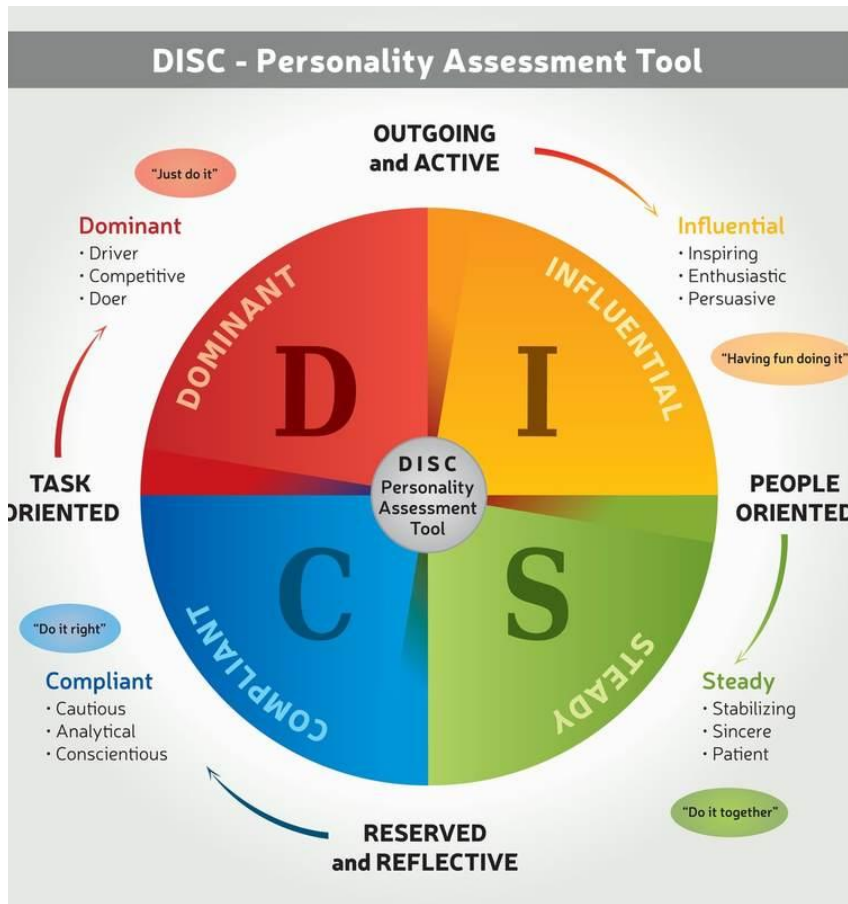 DISC - Personality Assessment Tool
OUTGOING
and ACTIVE
"Just do it"
Dominant
· Driver
· Competitive
· Doer
Influential
· Inspiring
· Enthusiastic
· Persuasive
"Having fun doing it"
DOMINANT
INFLUENTIAL
D
I
DISC
Personality
Assessment
Tool
TASK
ORIENTED
PEOPLE
ORIENTED
C
S
COMPLIANT
STEADY
"Do it right"
Compliant
· Cautious
· Analytical
· Conscientious
Steady
· Stabilizing
· Sincere
· Patient
"Do it together"
RESERVED
and REFLECTIVE